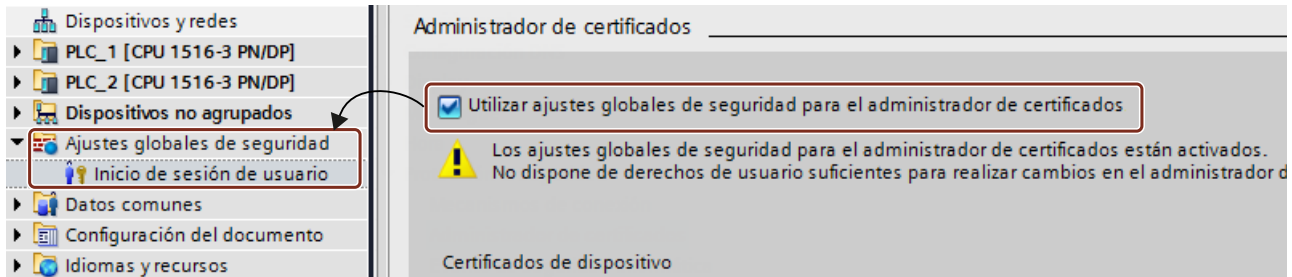 Dispositivos y redes
PLC_1 [CPU 1516-3 PN/DP]
PLC_2 [CPU 1516-3 PN/DP]
Dispositivos no agrupados
Ajustes globales de seguridad
Inicio de sesión de usuario
Datos comunes
Configuración del documento
Idiomas y recursos
Administrador de certificados
Utilizar ajustes globales de seguridad para el administrador de certificados
Los ajustes globales de seguridad para el administrador de certificados están activados.
No dispone de derechos de usuario suficientes para realizar cambios en el administrador d
Certificados de dispositivo